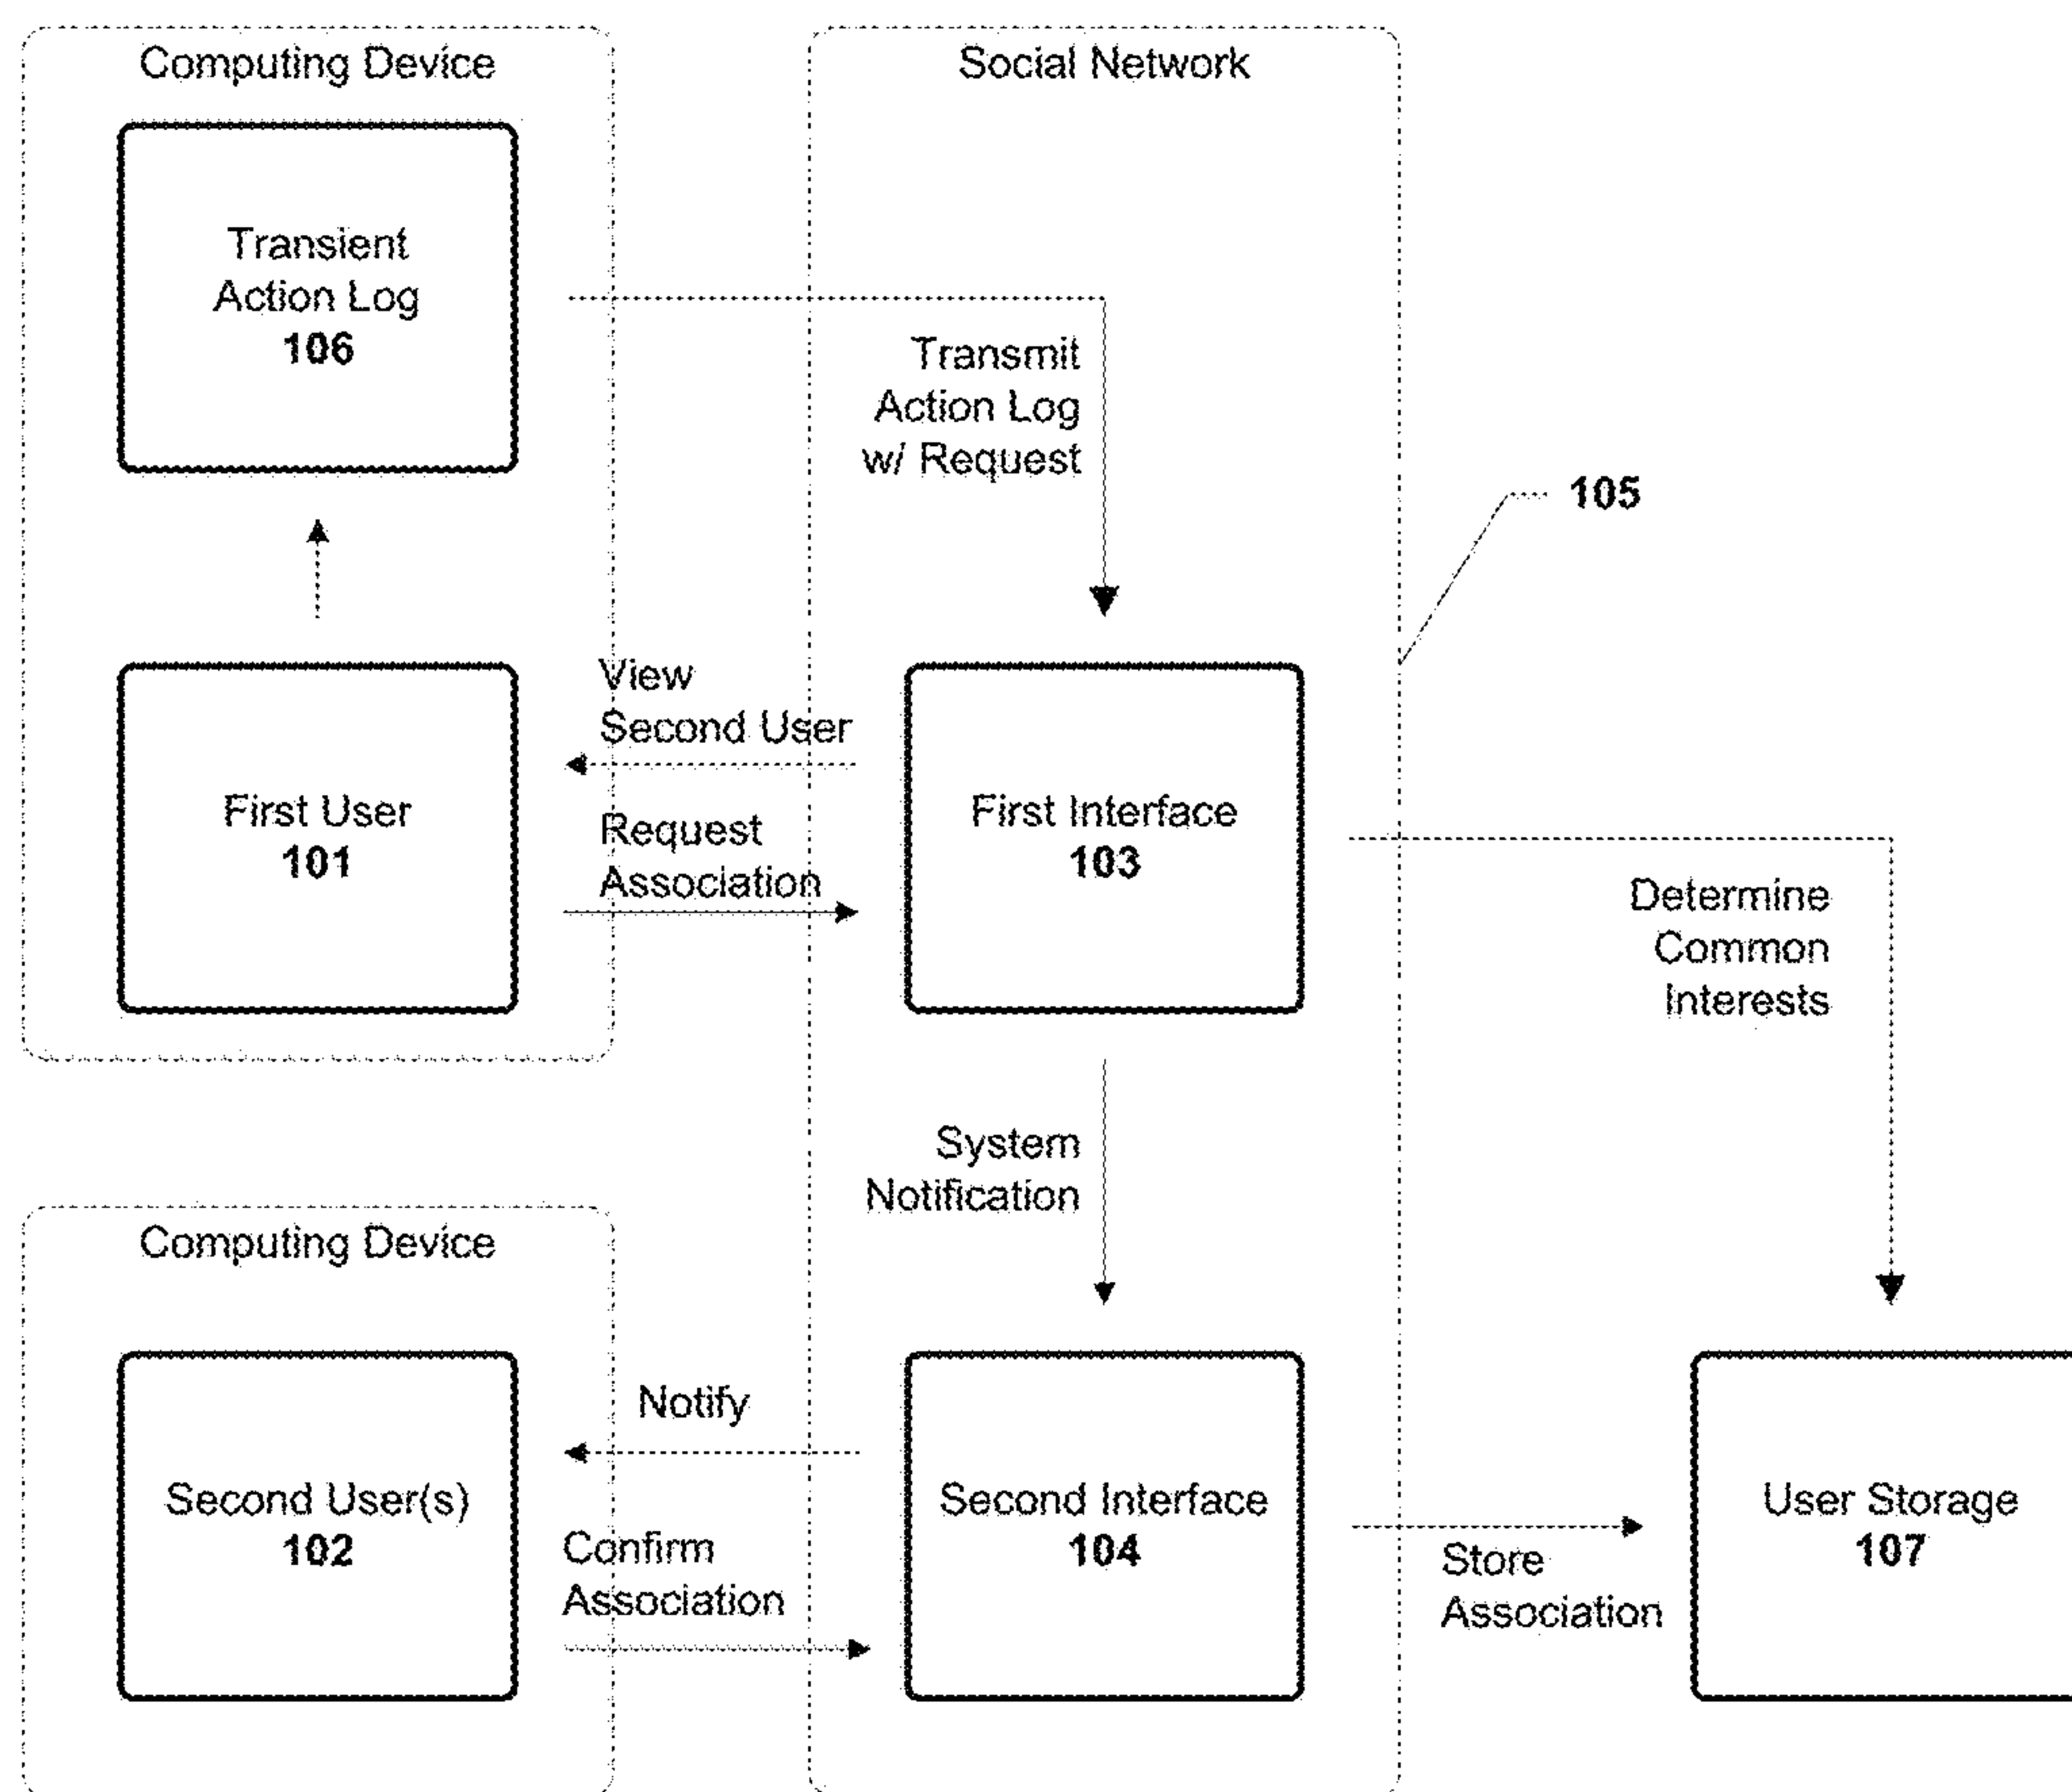 Computing Device
Social Network
Transient
Action Log
106
Transmit
Action Log
w/ Request
105
View
Second User
First User
101
Request
Association
First Interface
103
Determine
Common
Interests
System
Notification
Computing Device
Notify
Second User(s)
102
Confirm
Association
Second Interface
104
Store
Association
User Storage
107